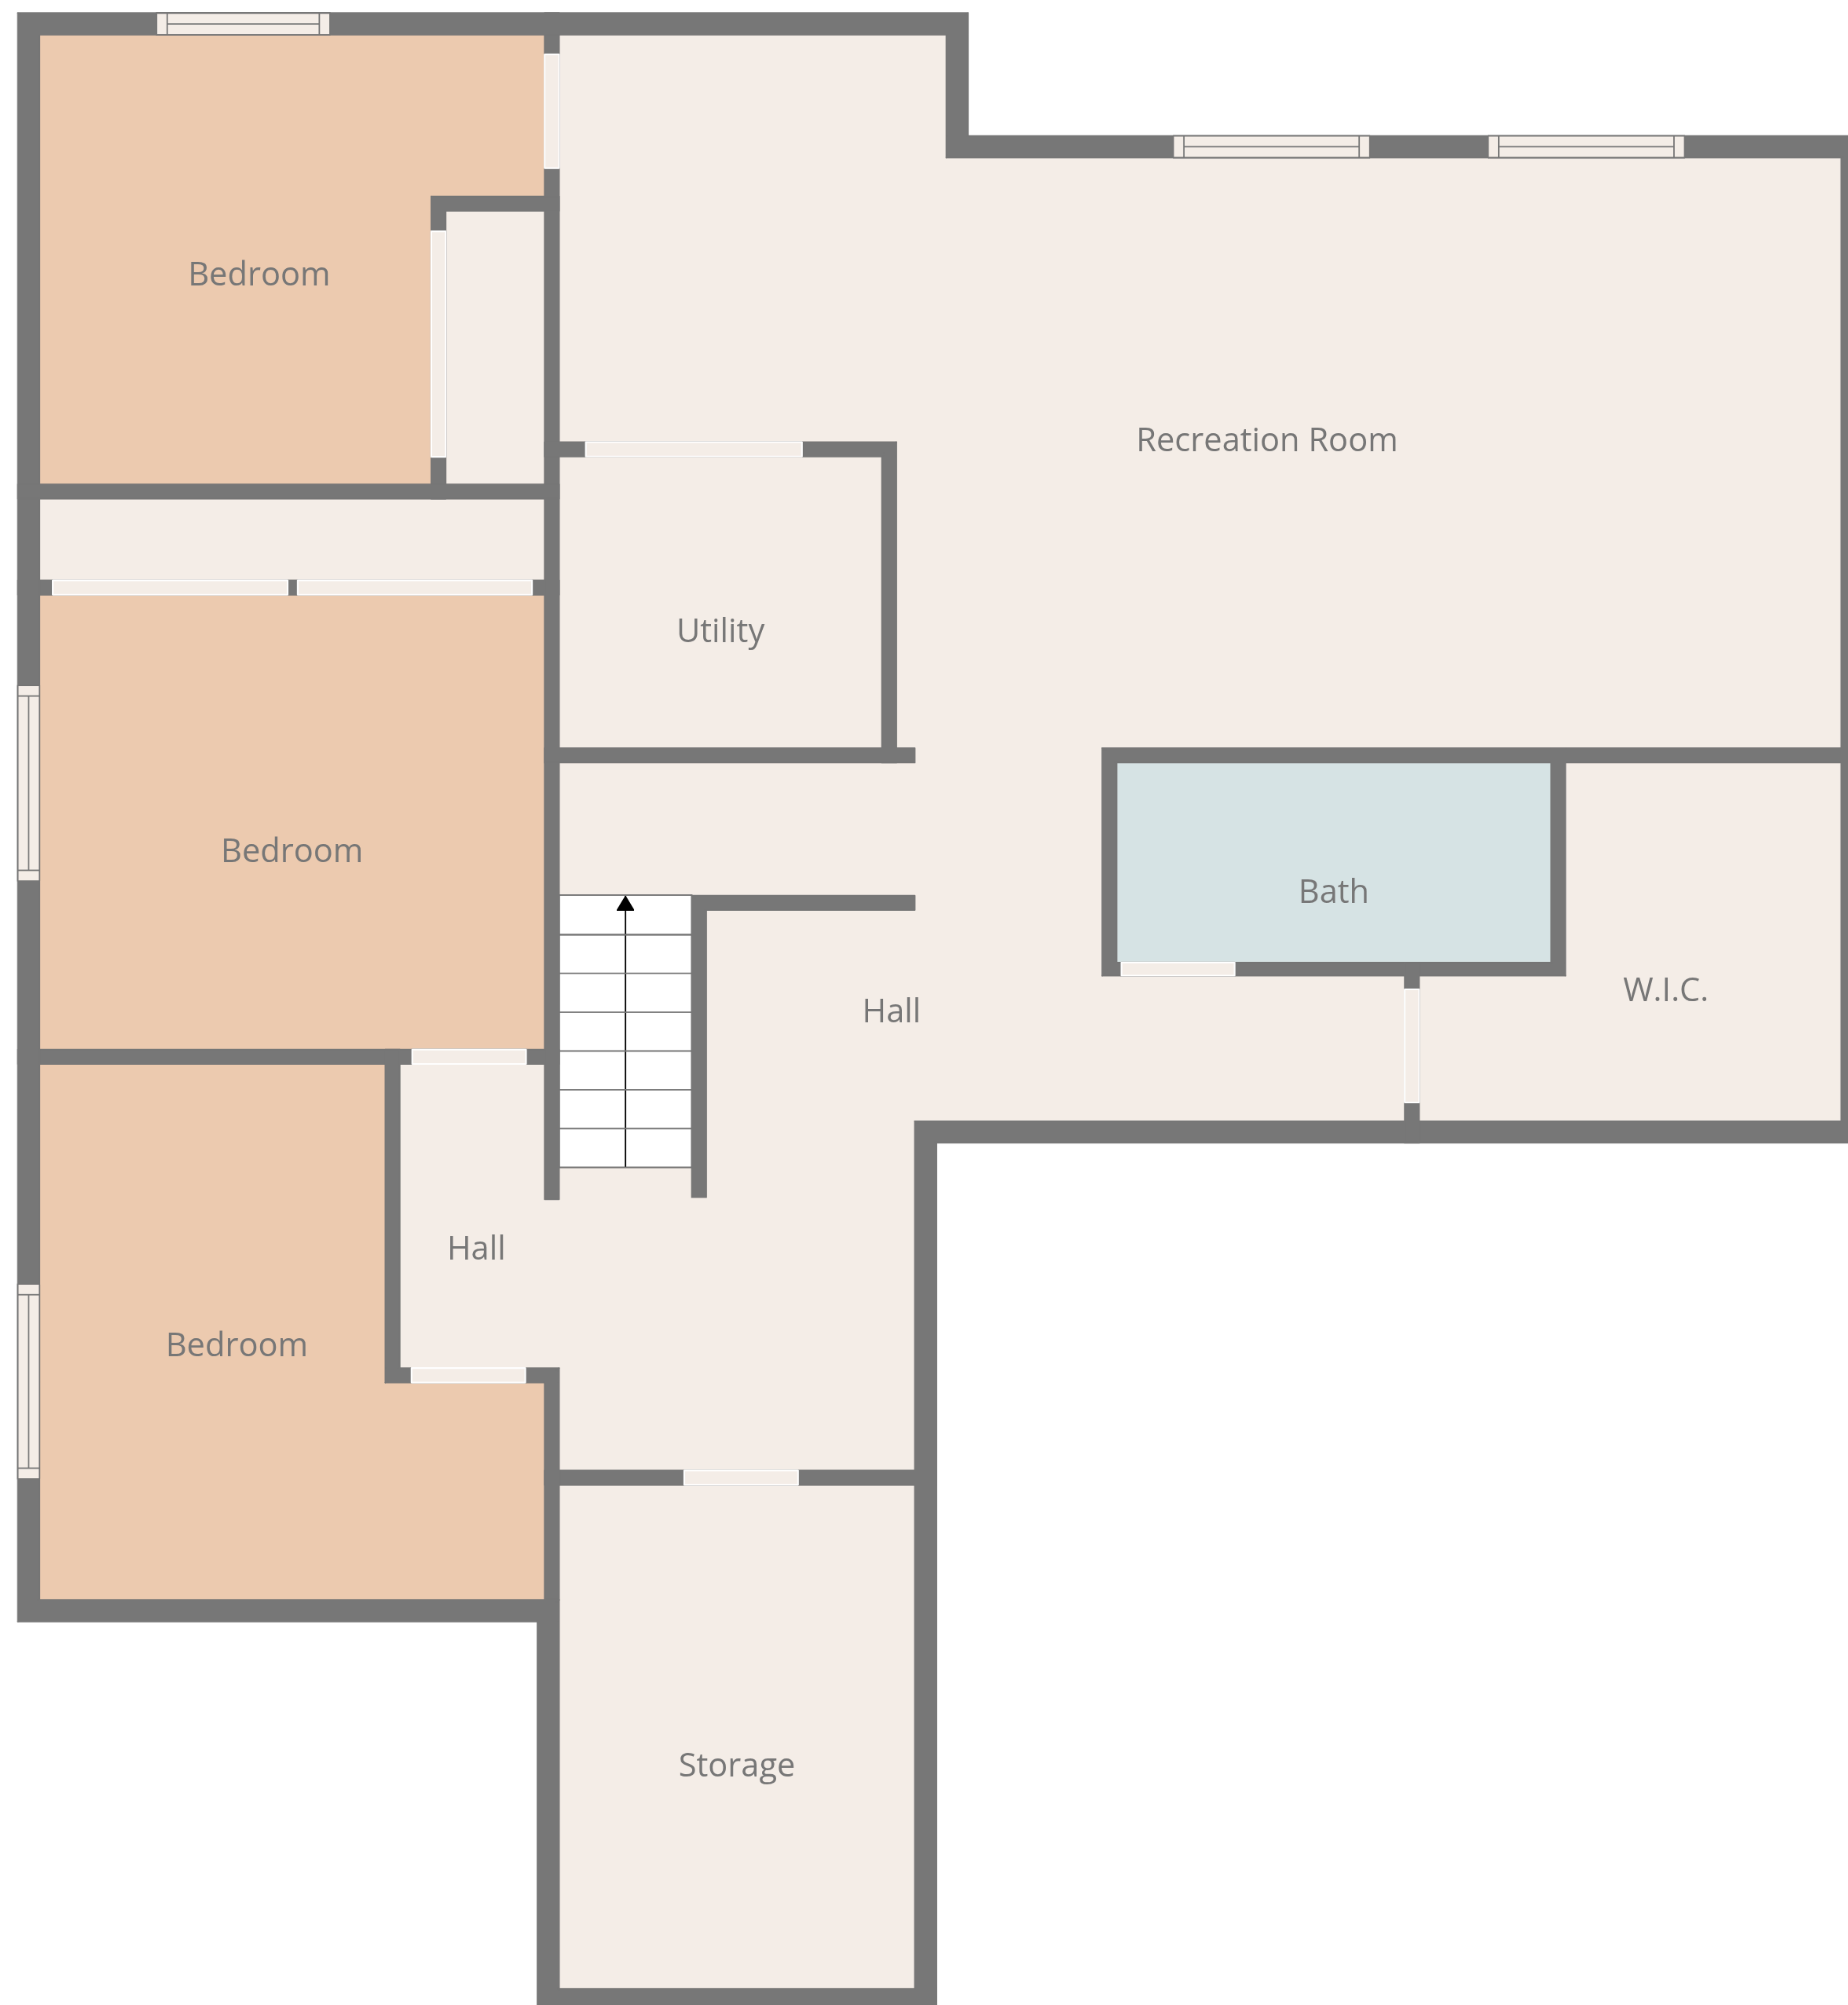 Bedroom
Recreation Room
Utility
Bedroom
Bath
W.I.C.
Hall
Hall
Bedroom
Storage